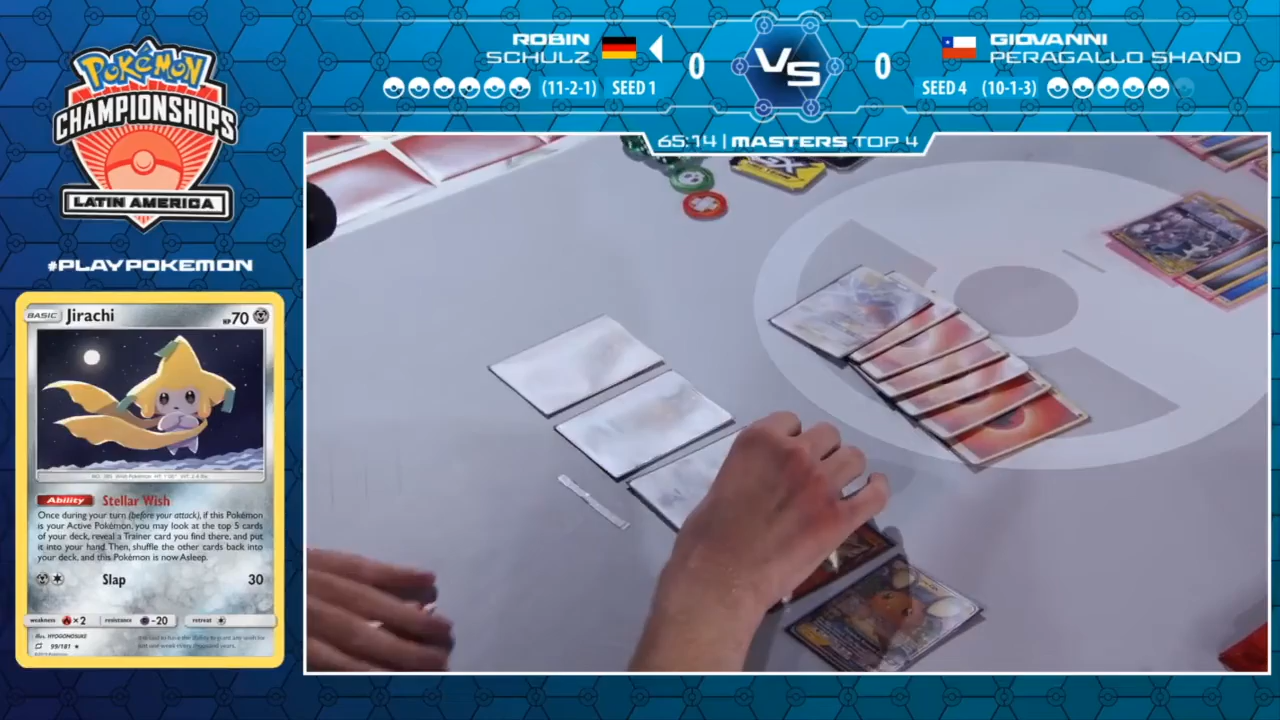 POKÉMON
CHAMPIONSHIPS
LATIN AMERICA
#PLAYPOKEMON
ROBIN
SCHULZ
0
(11-2-1) SEED 1
VS
0
GIOVANNI
PERAGALLO SHANO
SEED 4 (10-1-3)
65:14 | MASTERS TOP 4
GX
BASIC Jirachi HP70
Ability Stellar Wish
Once during your turn (before your attack), if this Pokémon
is your Active Pokémon, you may look at the top 5 cards
of your deck, reveal a Trainer card you find there, and put
it into your hand. Then, shuffle the other cards back into
your deck, and this Pokémon is now Asleep.
Slap 30
weakness ×2 resistance -20 retreat
99/181